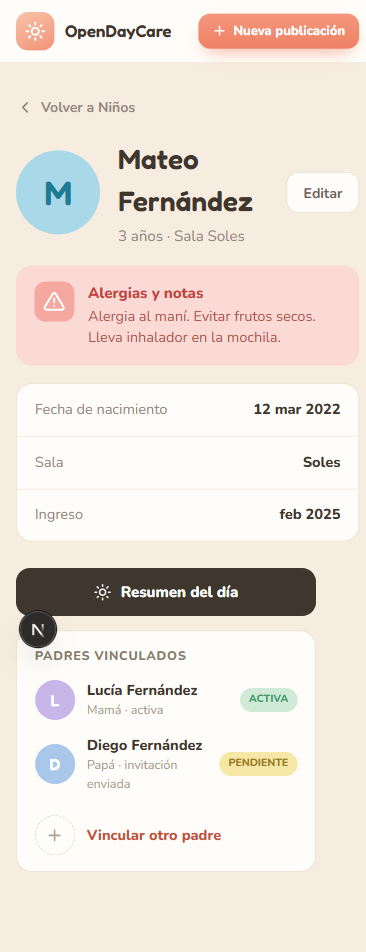 OpenDayCare
Nueva publicación
Volver a Niños
M
Mateo
Fernández
3 años · Sala Soles
Editar
Alergias y notas
Alergia al maní. Evitar frutos secos.
Lleva inhalador en la mochila.
Fecha de nacimiento 12 mar 2022
Sala Soles
Ingreso feb 2025
Resumen del día
N
PADRES VINCULADOS
L
Lucía Fernández
Mamá · activa
ACTIVA
D
Diego Fernández
Papá · invitación
enviada
PENDIENTE
Vincular otro padre